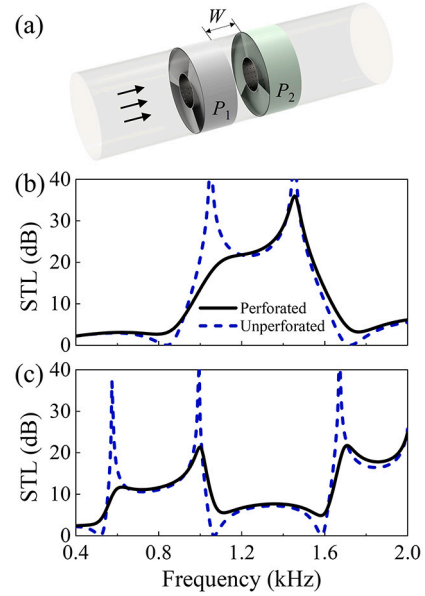 (a)
W
P1
P2
(b)
40
30
20
10
0
STL (dB)
Perforated
Unperforated
(c)
40
30
20
10
0
STL (dB)
0.4 0.8 1.2 1.6 2.0
Frequency (kHz)